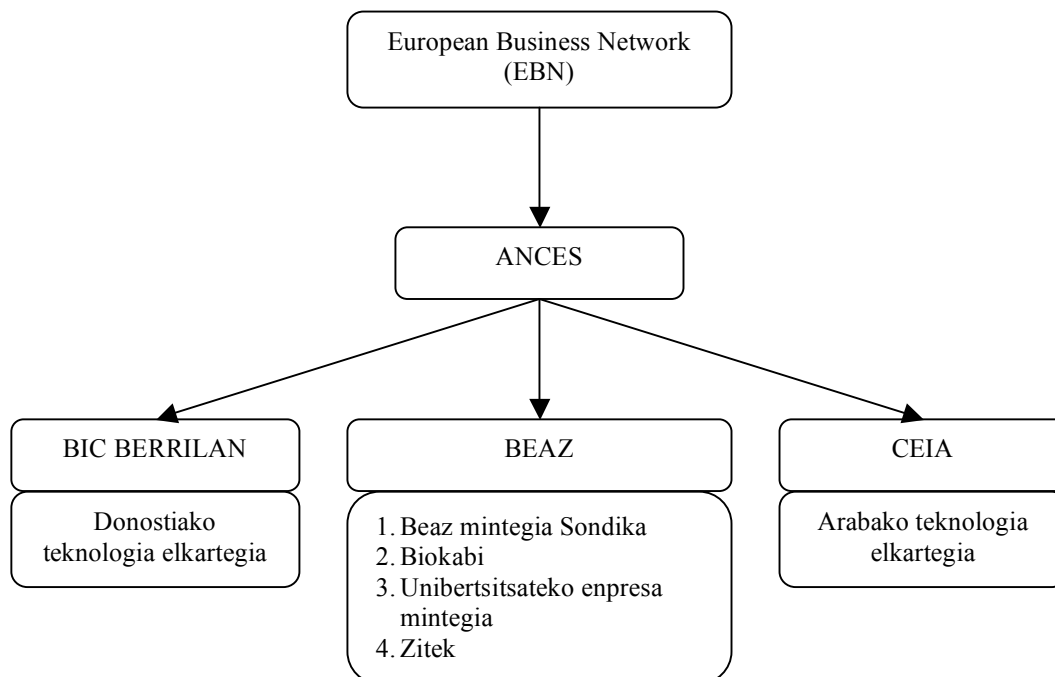 European Business Network
(EBN)
ANCES
BIC BERRILAN
BEAZ
CEIA
Donostiako
teknologia elkartegia
1. Beaz mintegia Sondika
2. Biokabi
3. Unibertsitsateko enpresa
mintegia
4. Zitek
Arabako teknologia
elkartegia